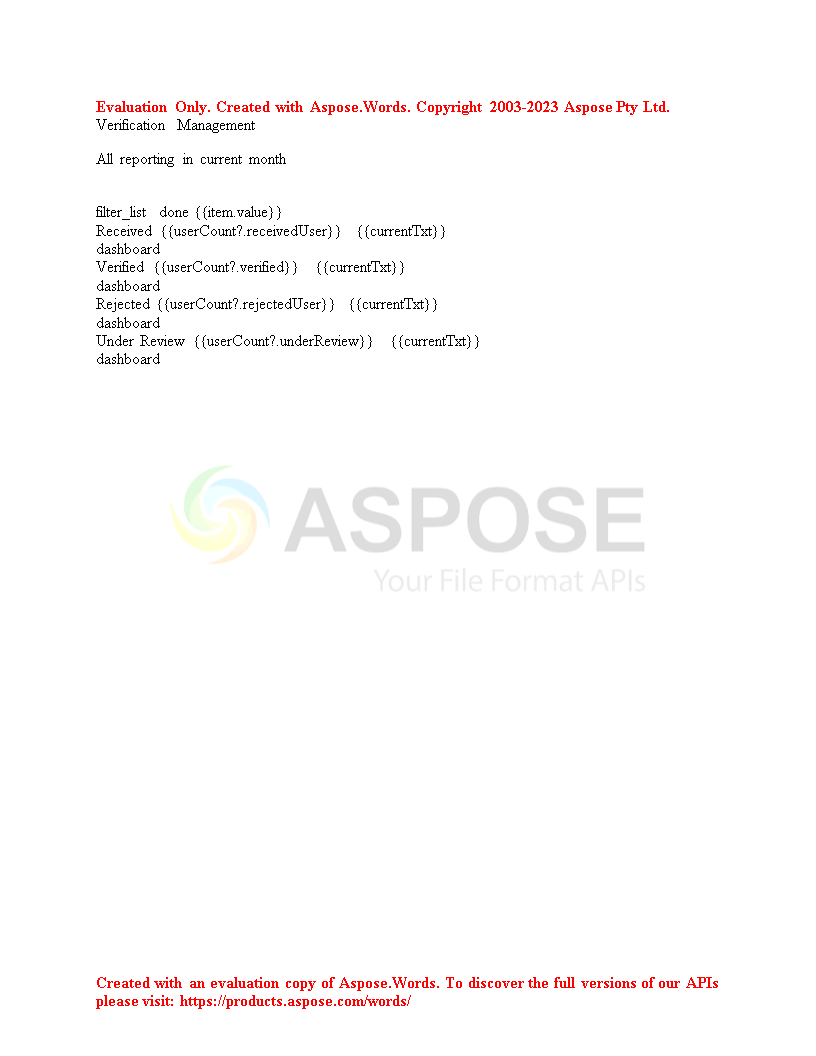 Evaluation Only. Created with Aspose.Words. Copyright 2003-2023 Aspose Pty Ltd.
Verification Management
All reporting in current month
filter_list done {{item.value}}
Received {{userCount?.receivedUser}} {{currentTxt}}
dashboard
Verified {{userCount?.verified}} {{currentTxt}}
dashboard
Rejected {{userCount?.rejectedUser}} {{currentTxt}}
dashboard
Under Review {{userCount?.underReview}} {{currentTxt}}
dashboard
ASPOSE
Your File Format APIs
Created with an evaluation copy of Aspose.Words. To discover the full versions of our APIs
please visit: https://products.aspose.com/words/